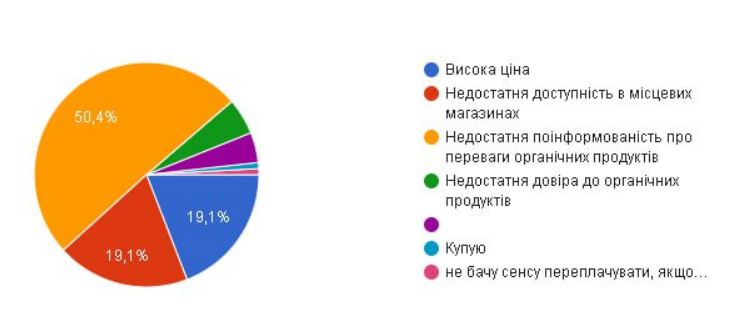 50,4%
19,1%
19,1%
Висока ціна
Недостатня доступність в місцевих
магазинах
Недостатня поінформованість про
переваги органічних продуктів
Недостатня довіра до органічних
продуктів
Купую
не бачу сенсу переплачувати, якщо...